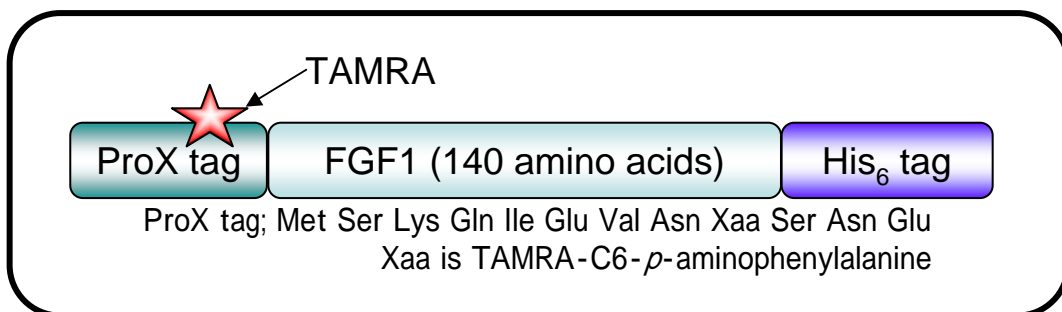 TAMRA
ProX tag FGF1 (140 amino acids) His₆ tag
ProX tag; Met Ser Lys Gln Ile Glu Val Asn Xaa Ser Asn Glu
Xaa is TAMRA-C6-p-aminophenylalanine